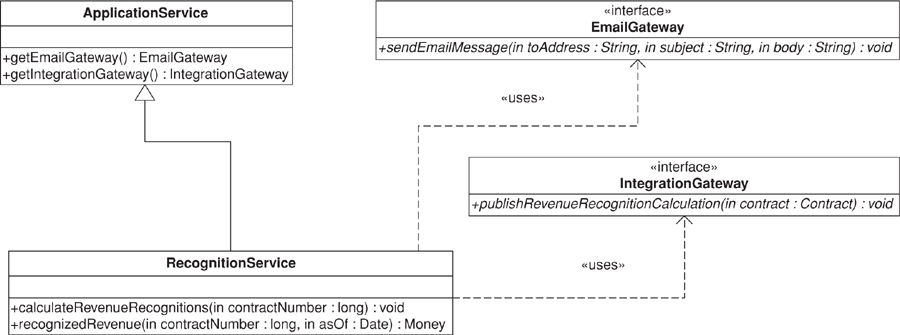 ApplicationService
+getEmailGateway() : EmailGateway
+getIntegrationGateway() : IntegrationGateway
«interface»
EmailGateway
+sendEmailMessage(in toAddress : String, in subject : String, in body : String) : void
«uses»
«interface»
IntegrationGateway
+publishRevenueRecognitionCalculation(in contract : Contract) : void
«uses»
RecognitionService
+calculateRevenueRecognitions(in contractNumber : long) : void
+recognizedRevenue(in contractNumber : long, in asOf : Date) : Money